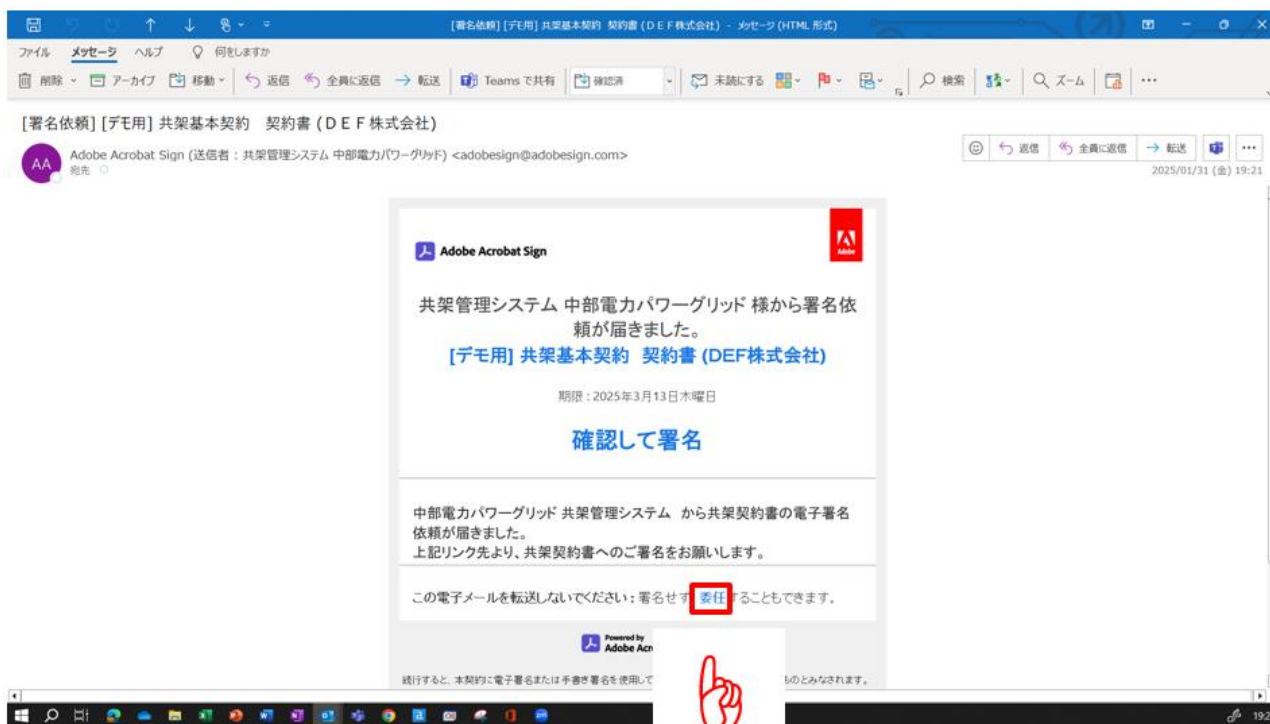 [署名依頼] [デモ用] 共架基本契約 契約書 (ＤＥＦ株式会社) - メッセージ (HTML 形式)
ファイル メッセージ ヘルプ 何をしますか
削除 アーカイブ 移動 返信 全員に返信 転送 Teams で共有 確認済 未読にする 検索 ズーム
[署名依頼] [デモ用] 共架基本契約 契約書 (ＤＥＦ株式会社)
AA
Adobe Acrobat Sign (送信者 : 共架管理システム 中部電力パワーグリッド) <adobesign@adobesign.com>
宛先
返信 全員に返信 転送
2025/01/31 (金) 19:21
Adobe Acrobat Sign
Adobe
共架管理システム 中部電力パワーグリッド 様から署名依
頼が届きました。
[デモ用] 共架基本契約 契約書 (DEF株式会社)
期限 : 2025年3月13日木曜日
確認して署名
中部電力パワーグリッド 共架管理システム から共架契約書の電子署名
依頼が届きました。
上記リンク先より、共架契約書へのご署名をお願いします。
この電子メールを転送しないでください : 署名せず 委任することもできます。
Powered by
Adobe Acr
続行すると、本契約に電子署名または手書き署名を使用して
ものとみなされます。